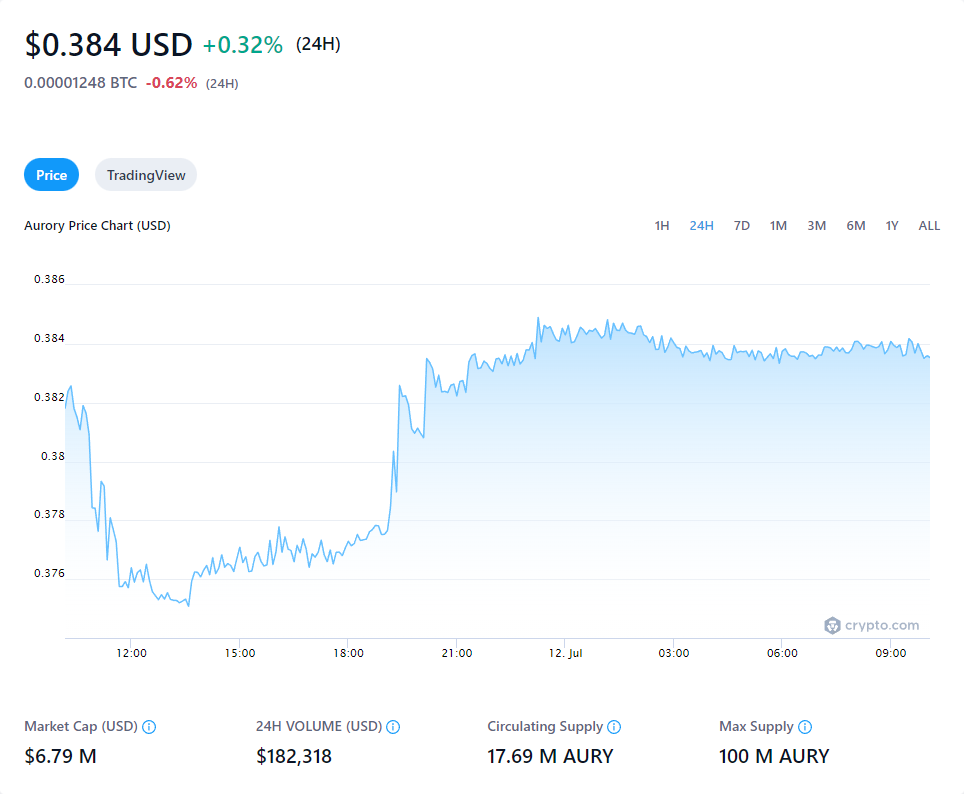 $0.384 USD +0.32% (24H)
0.00001248 BTC -0.62% (24H)
Price TradingView
Aurory Price Chart (USD) 1H 24H 7D 1M 3M 6M 1Y ALL
0.386
0.384
0.382
0.38
0.378
0.376
crypto.com
12:00 15:00 18:00 21:00 12. Jul 03:00 06:00 09:00
Market Cap (USD) 24H VOLUME (USD) Circulating Supply Max Supply
$6.79 M $182,318 17.69 M AURY 100 M AURY